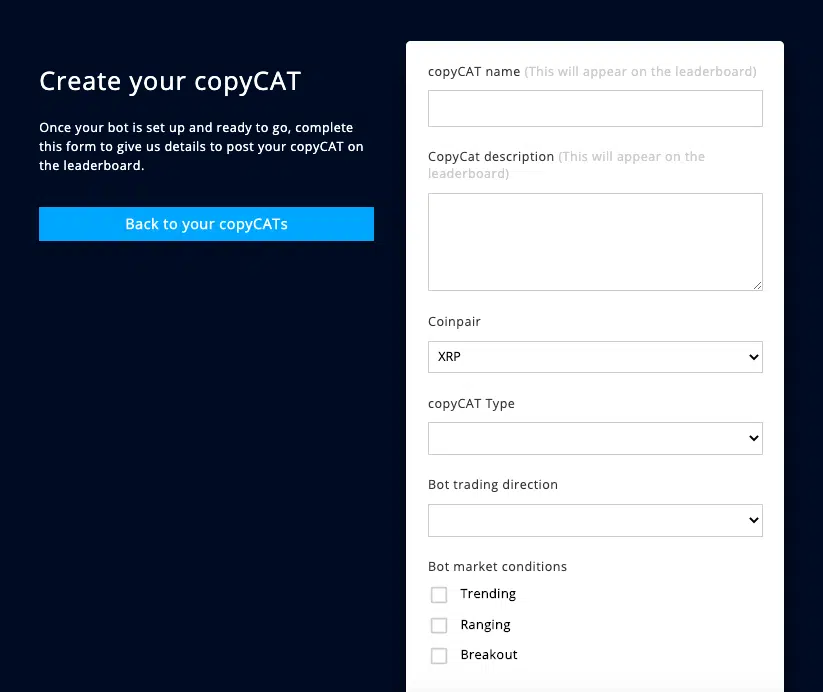 Create your copyCAT
Once your bot is set up and ready to go, complete
this form to give us details to post your copyCAT on
the leaderboard.
Back to your copyCATs
copyCAT name (This will appear on the leaderboard)
CopyCat description (This will appear on the
leaderboard)
Coinpair
XRP
copyCAT Type
Bot trading direction
Bot market conditions
Trending
Ranging
Breakout